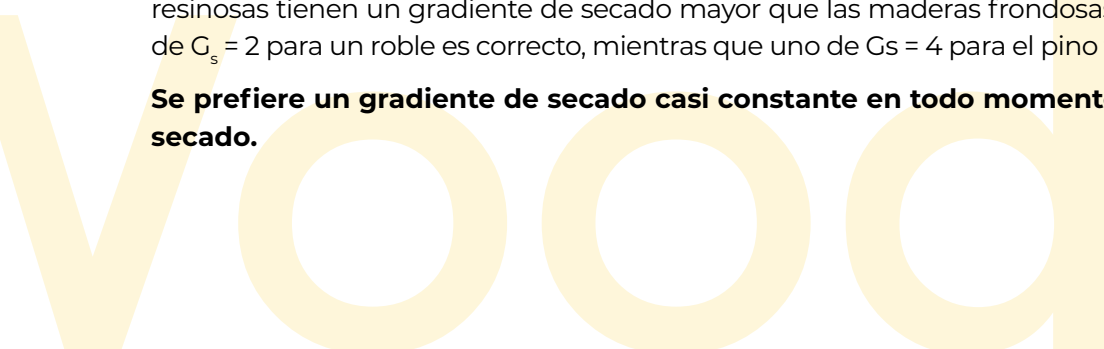 resinosas tienen un gradiente de secado mayor que las maderas frondosas
de Gs = 2 para un roble es correcto, mientras que uno de Gs = 4 para el pino
Se prefiere un gradiente de secado casi constante en todo moment
secado.
Wood